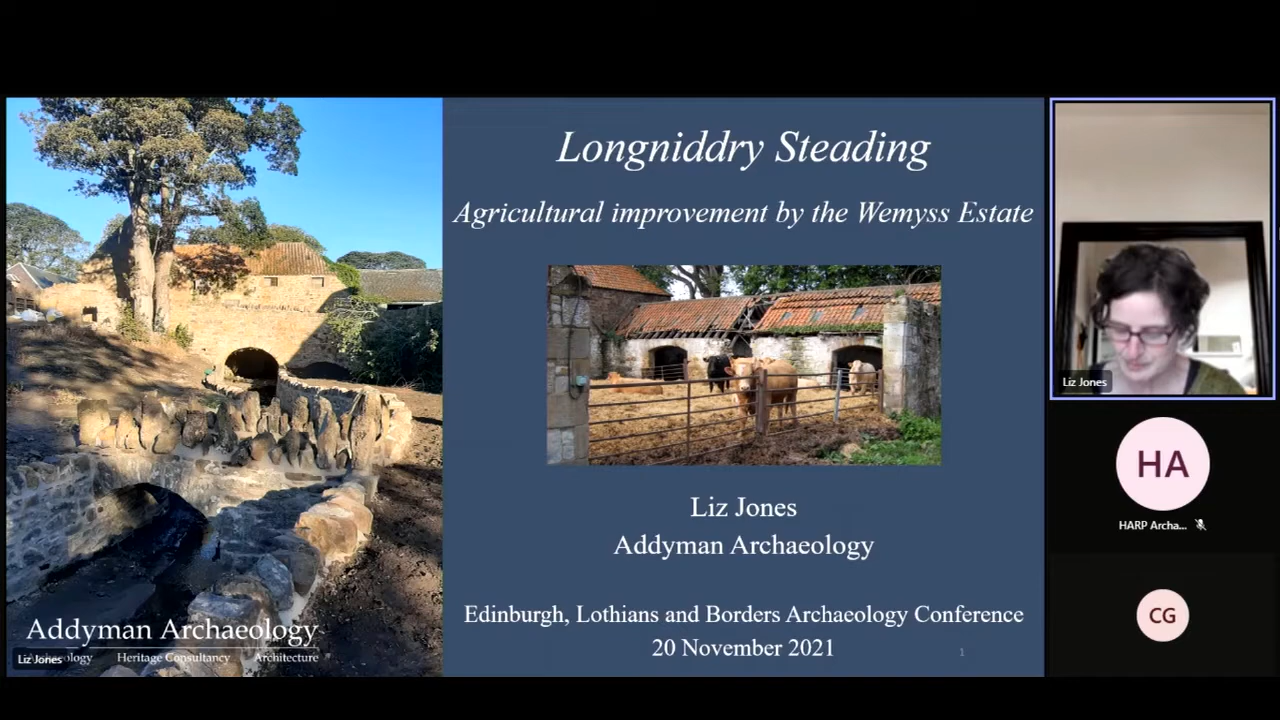 Longniddry Steading
Agricultural improvement by the Wemyss Estate
Liz Jones
Addyman Archaeology
Edinburgh, Lothians and Borders Archaeology Conference
20 November 2021
1
Addyman Archaeology
Heritage Consultancy
Architecture
Liz Jones
Liz Jones
HA
HARP Archa...
CG